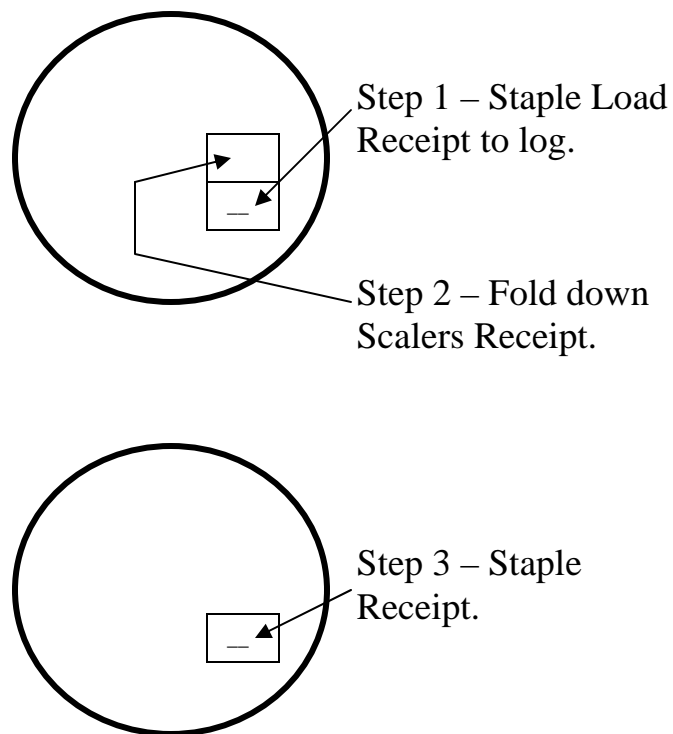 Step 1 – Staple Load
Receipt to log.
Step 2 – Fold down
Scalers Receipt.
Step 3 – Staple
Receipt.